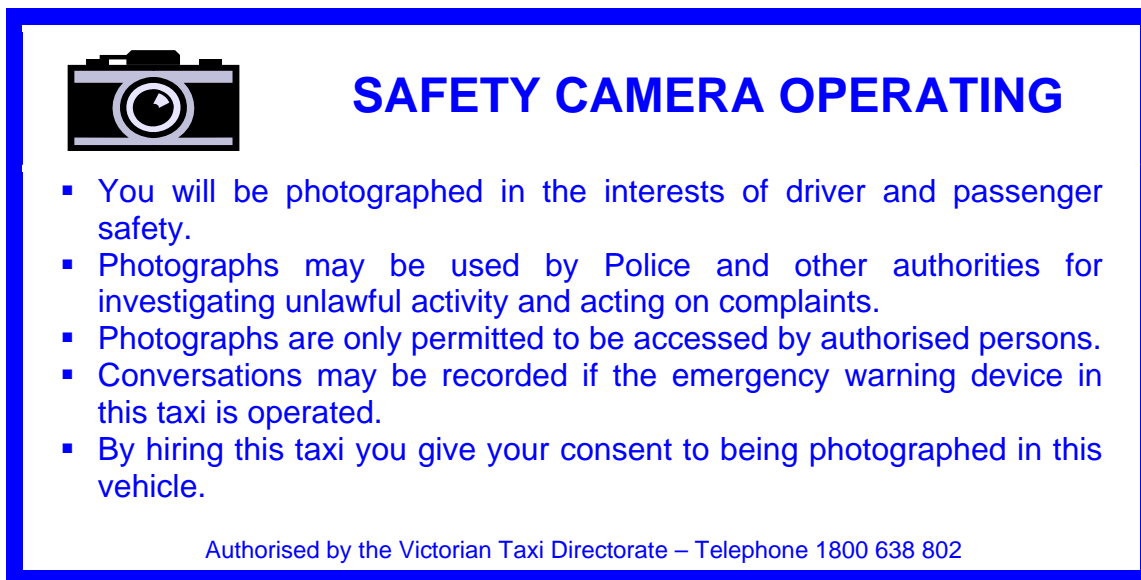 SAFETY CAMERA OPERATING
▪ You will be photographed in the interests of driver and passenger
safety.
▪ Photographs may be used by Police and other authorities for
investigating unlawful activity and acting on complaints.
▪ Photographs are only permitted to be accessed by authorised persons.
▪ Conversations may be recorded if the emergency warning device in
this taxi is operated.
▪ By hiring this taxi you give your consent to being photographed in this
vehicle.
Authorised by the Victorian Taxi Directorate – Telephone 1800 638 802